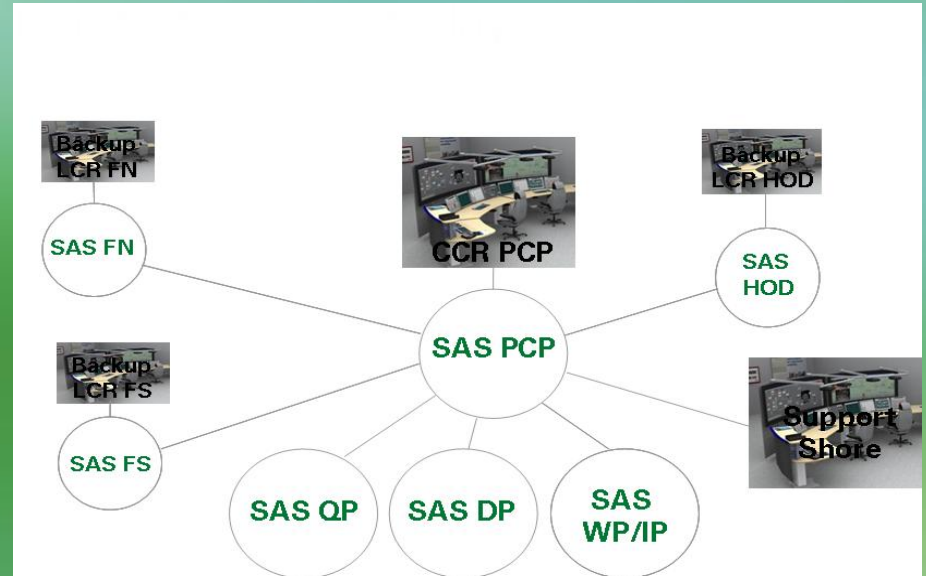 Backup
LCR FN
SAS FN
CCR PCP
Backup
LCR HOD
SAS
HOD
SAS PCP
Backup
LCR FS
SAS FS
Support
Shore
SAS QP
SAS DP
SAS
WP/IP